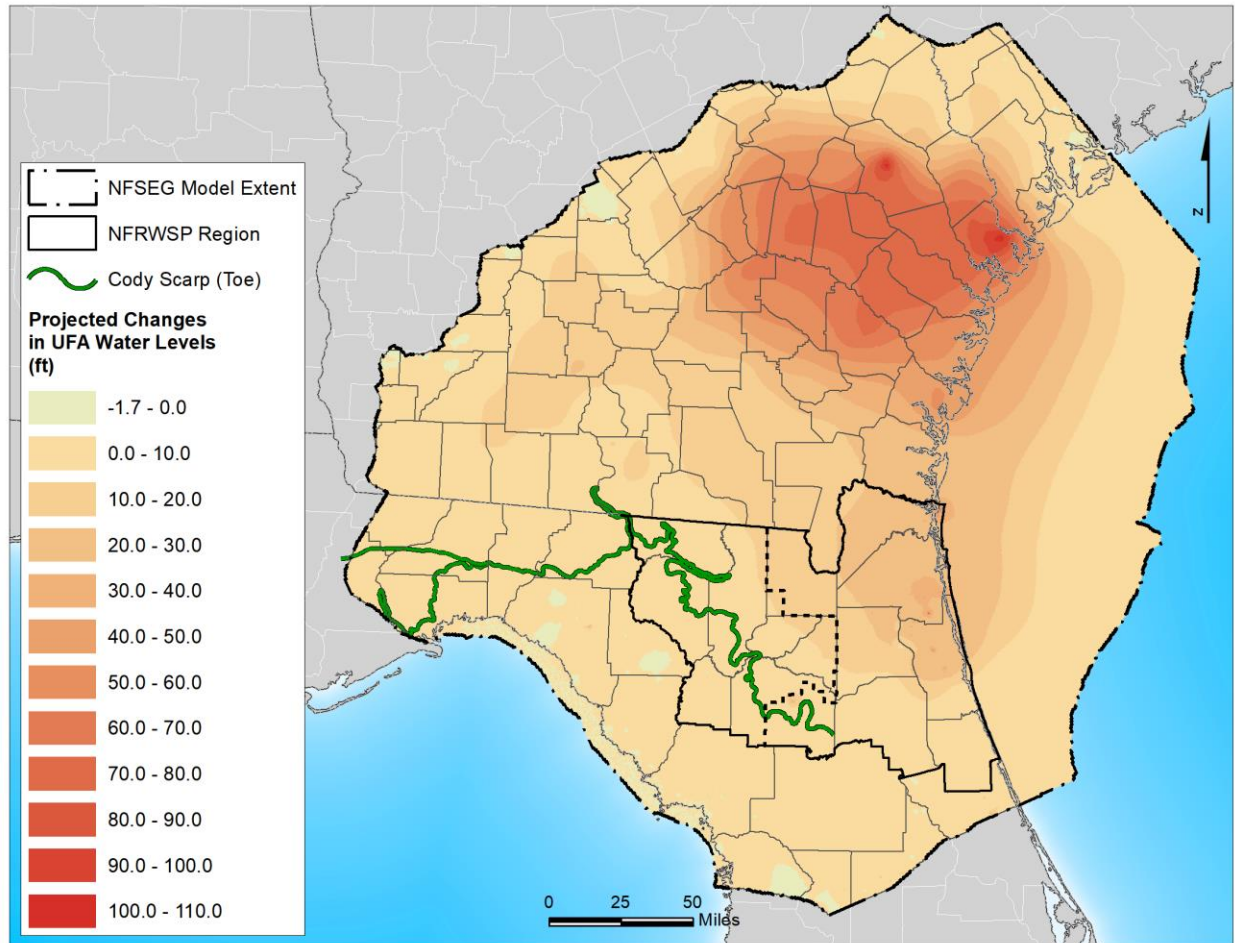 NFSEG Model Extent
NFRWSP Region
Cody Scarp (Toe)
Projected Changes
in UFA Water Levels
(ft)
-1.7 - 0.0
0.0 - 10.0
10.0 - 20.0
20.0 - 30.0
30.0 - 40.0
40.0 - 50.0
50.0 - 60.0
60.0 - 70.0
70.0 - 80.0
80.0 - 90.0
90.0 - 100.0
100.0 - 110.0
N
0 25 50
Miles